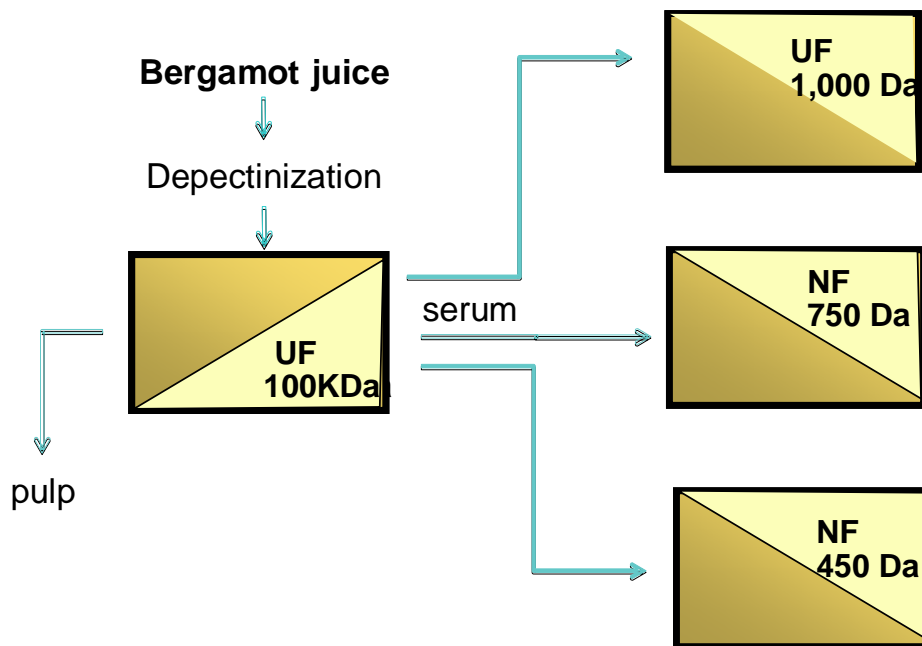 Bergamot juice
Depectinization
UF
100KDa
pulp
serum
UF
1,000 Da
NF
750 Da
NF
450 Da